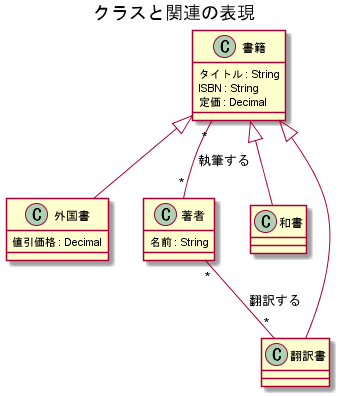 クラスと関連の表現
C 書籍
タイトル : String
ISBN : String
定価 : Decimal
*
執筆する
*
C 外国書
値引価格 : Decimal
C 著者
名前 : String
C 和書
*
翻訳する
*
C 翻訳書